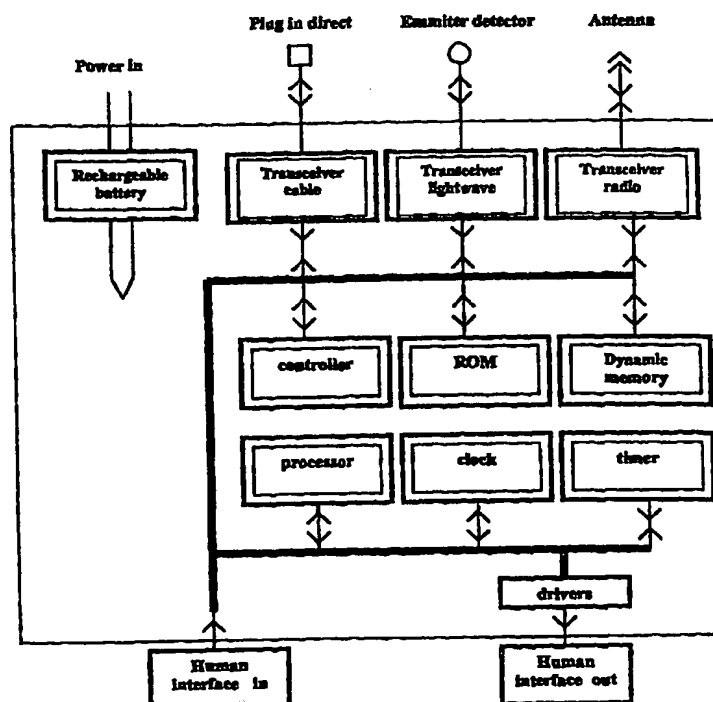 Plug in direct
Emmiter detector
Antenna
Power in
Rechargeable
battery
Transceiver
cable
Transceiver
lightwave
Transceiver
radio
controller
ROM
Dynamic
memory
processor
clock
timer
drivers
Human
interface in
Human
interface out